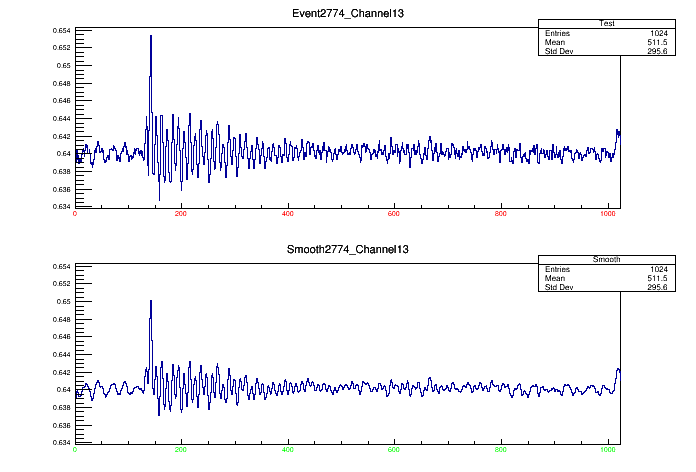 Event2774_Channel13
Test
Entries 1024
Mean 511.5
Std Dev 295.6
0.654
0.652
0.65
0.648
0.646
0.644
0.642
0.64
0.638
0.636
0.634
0 200 400 600 800 1000
Smooth2774_Channel13
Smooth
Entries 1024
Mean 511.5
Std Dev 295.6
0.654
0.652
0.65
0.648
0.646
0.644
0.642
0.64
0.638
0.636
0.634
0 200 400 600 800 1000